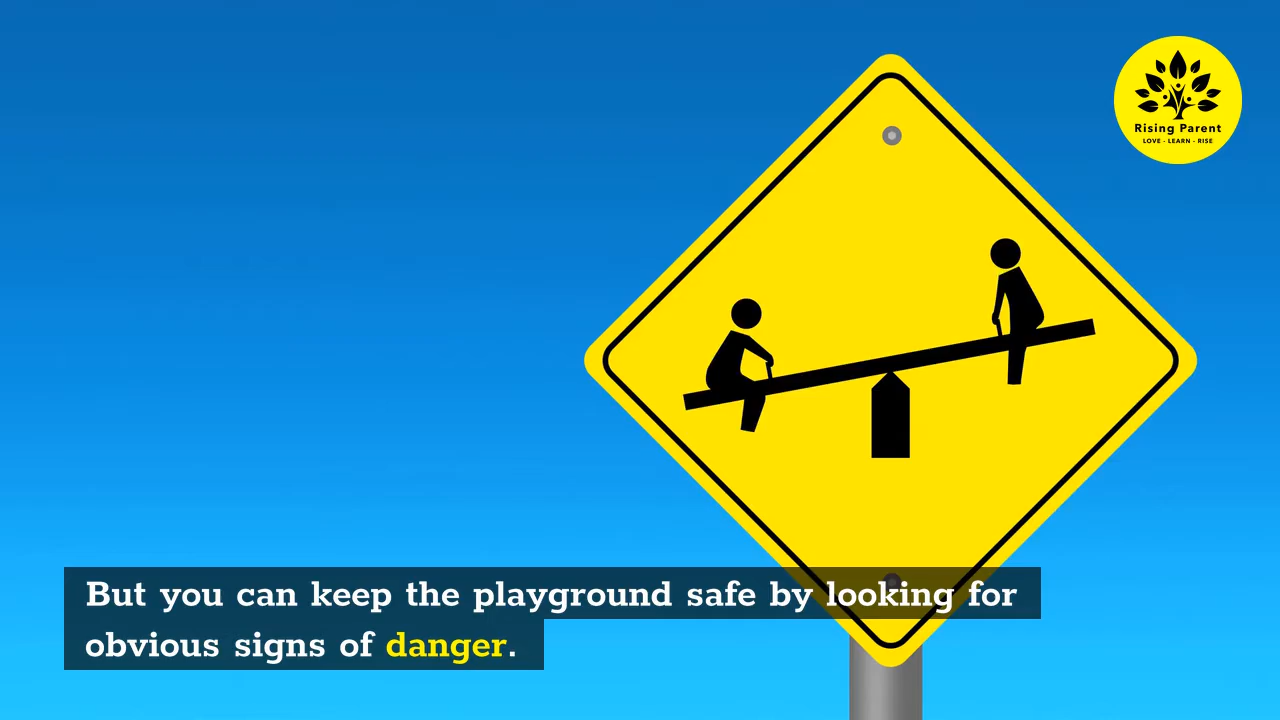 Rising Parent
LOVE - LEARN - RISE
But you can keep the playground safe by looking for
obvious signs of danger.